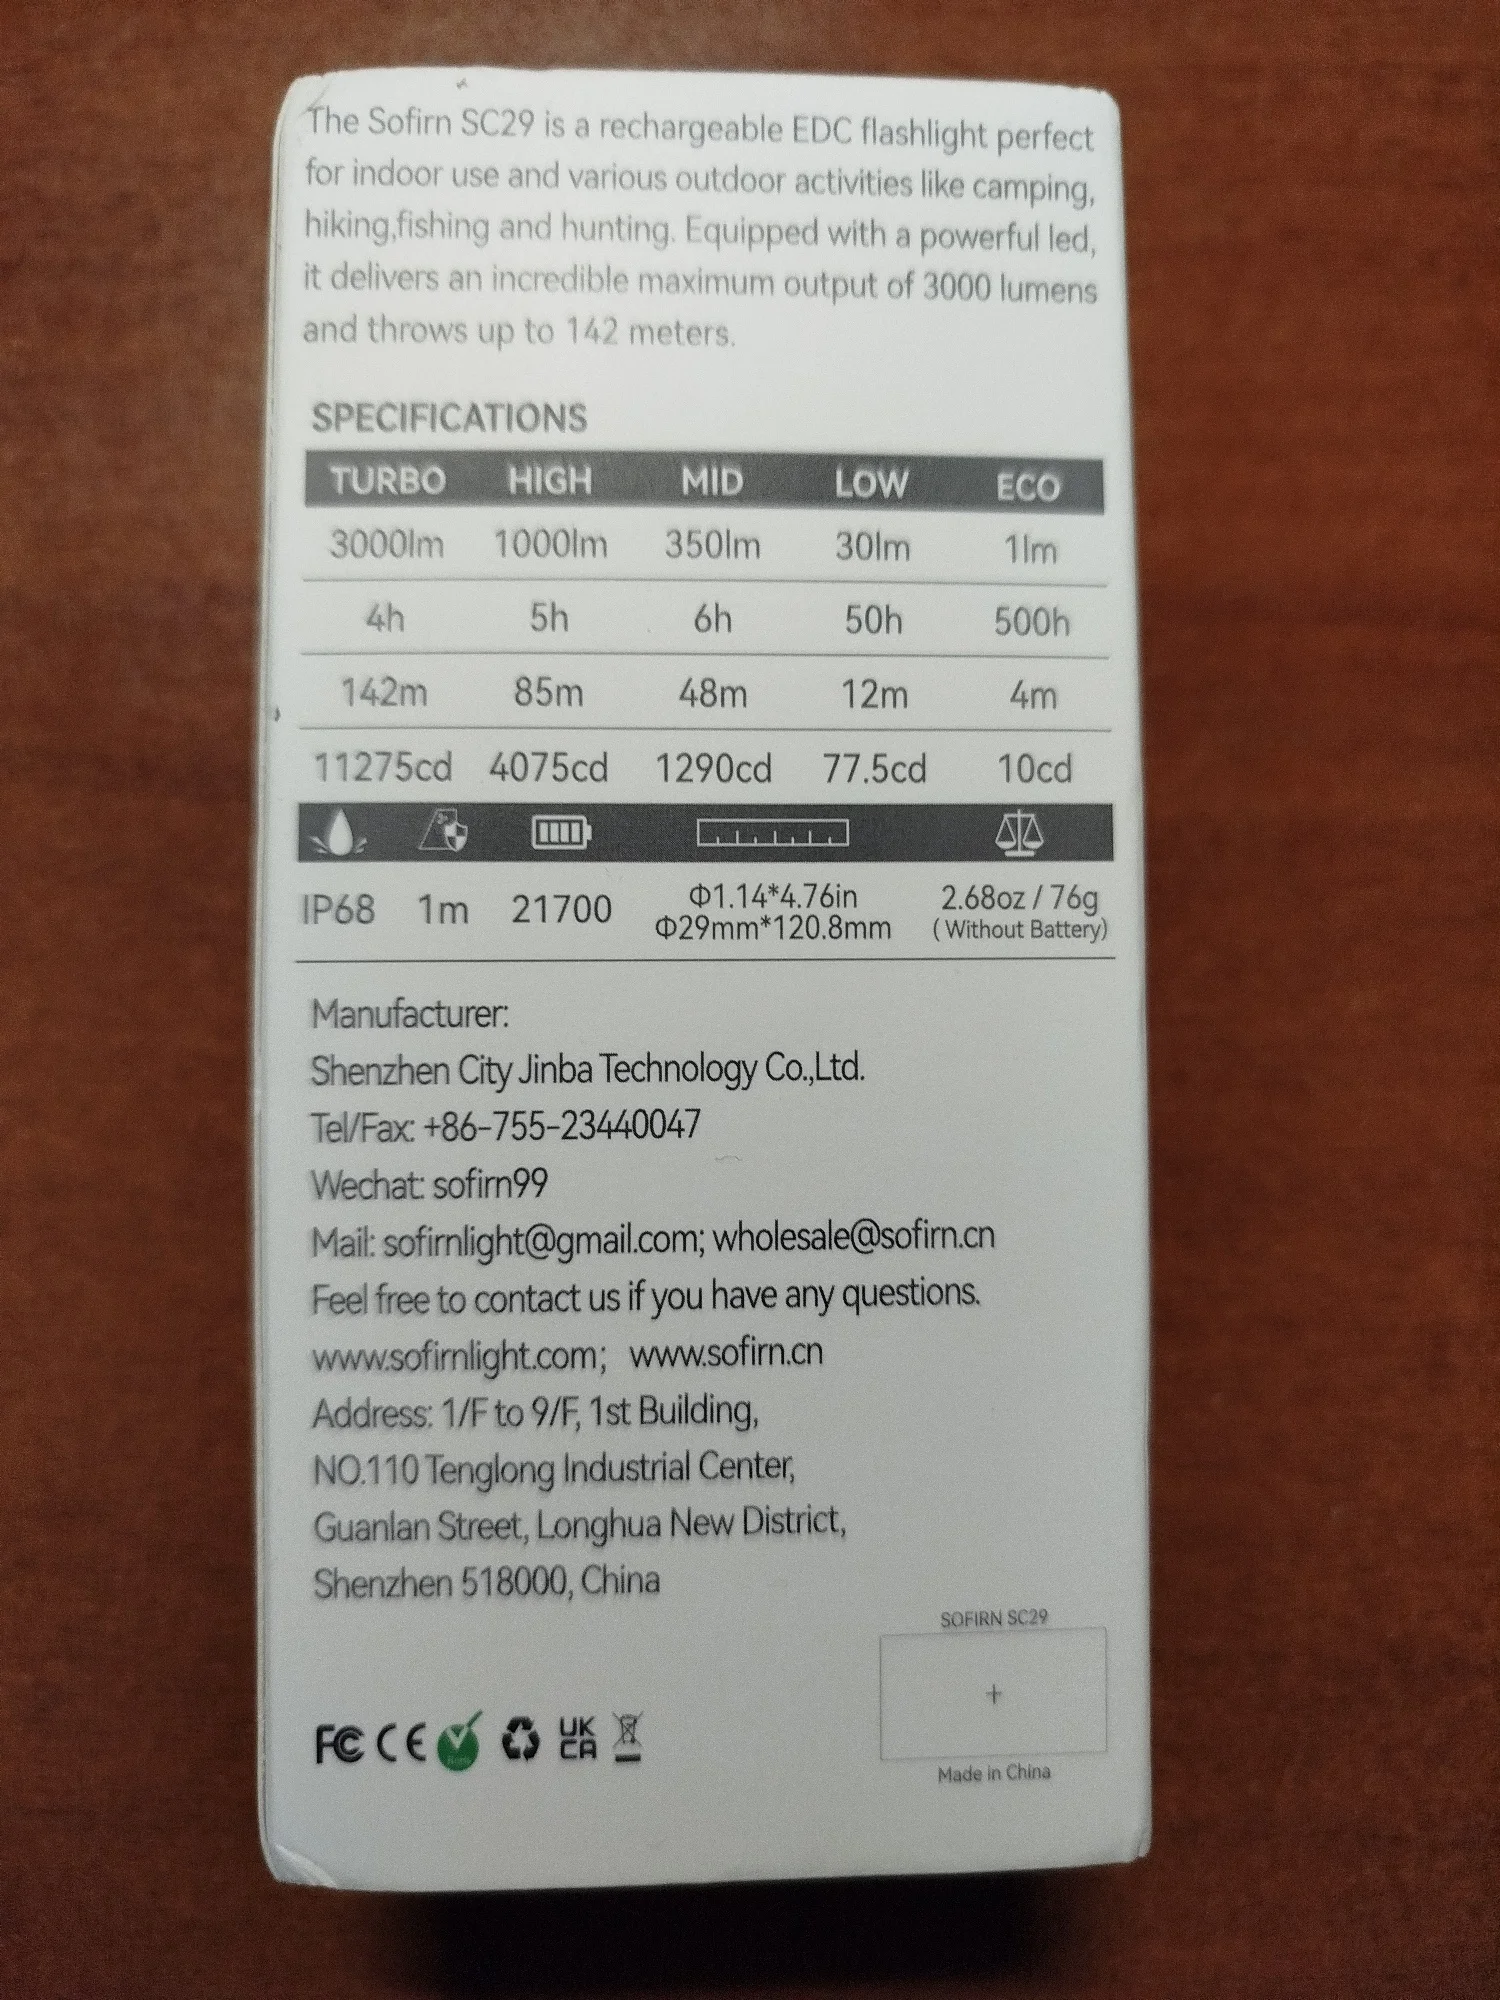 The Sofirn SC29 is a rechargeable EDC flashlight perfect
for indoor use and various outdoor activities like camping,
hiking,fishing and hunting. Equipped with a powerful led,
it delivers an incredible maximum output of 3000 lumens
and throws up to 142 meters.
SPECIFICATIONS
TURBO HIGH MID LOW ECO
3000lm 1000lm 350lm 30lm 1lm
4h 5h 6h 50h 500h
142m 85m 48m 12m 4m
11275cd 4075cd 1290cd 77.5cd 10cd
IP68 1m 21700 Φ1.14*4.76in 2.68oz / 76g
Φ29mm*120.8mm ( Without Battery)
Manufacturer:
Shenzhen City Jinba Technology Co.,Ltd.
Tel/Fax: +86-755-23440047
Wechat: sofirn99
Mail: sofirnlight@gmail.com; wholesale@sofirn.cn
Feel free to contact us if you have any questions.
www.sofirnlight.com; www.sofirn.cn
Address: 1/F to 9/F, 1st Building,
NO.110 Tenglong Industrial Center,
Guanlan Street, Longhua New District,
Shenzhen 518000, China
SOFIRN SC29
FC CE RoHS UK
CA
Made in China